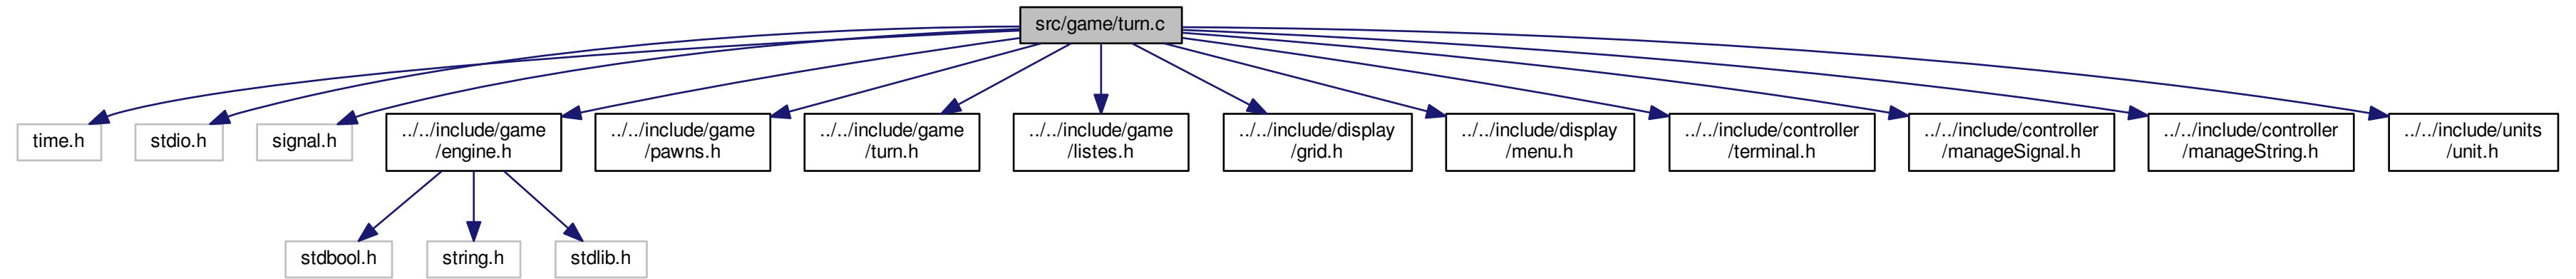 src/game/turn.c
time.h
stdio.h
signal.h
../../include/game
/engine.h
../../include/game
/pawns.h
../../include/game
/turn.h
../../include/game
/listes.h
../../include/display
/grid.h
../../include/display
/menu.h
../../include/controller
/terminal.h
../../include/controller
/manageSignal.h
../../include/controller
/manageString.h
../../include/units
/unit.h
stdbool.h
string.h
stdlib.h